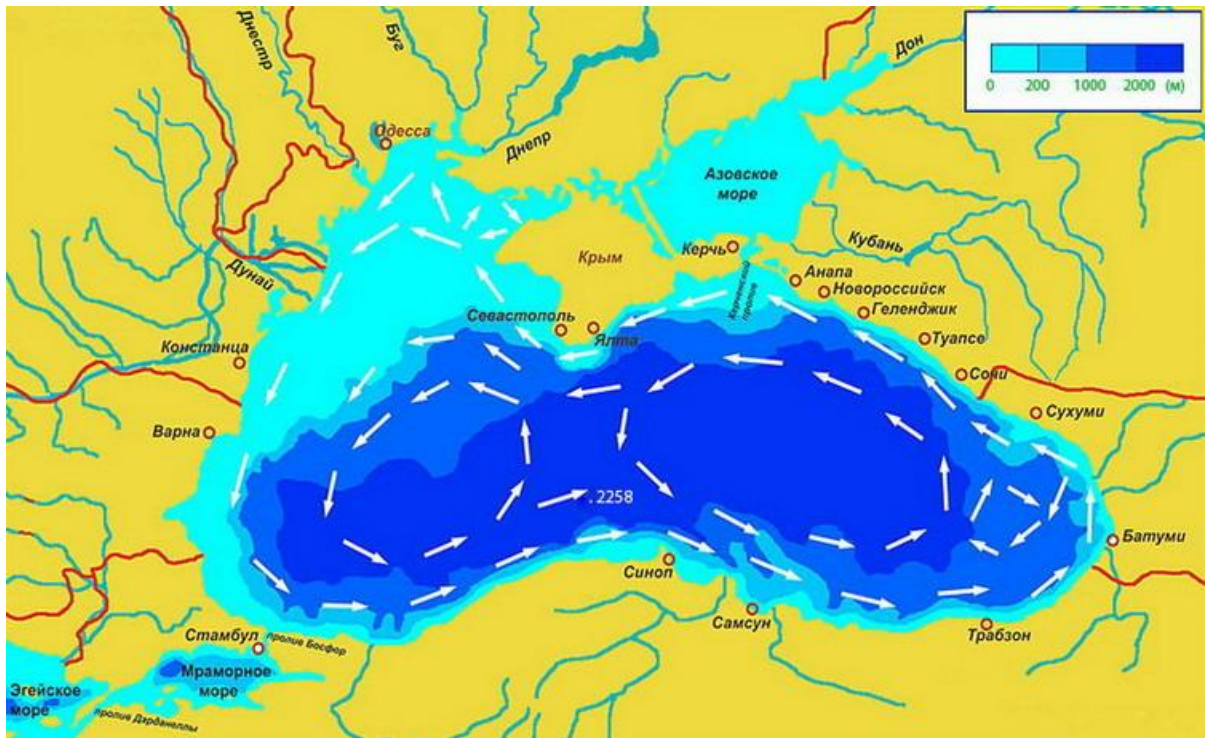 Днестр
Буг
Дон
0 200 1000 2000 (м)
Одесса
Днепр
Азовское
море
Дунай
Крым
Керчь
Кубань
Керченский
пролив
Анапа
Новороссийск
Геленджик
Севастополь
Ялта
Туапсе
Констанца
Сочи
Сухуми
Варна
.2258
Батуми
Синоп
Самсун
Трабзон
Стамбул
пролив Босфор
Мраморное
море
Эгейское
море
пролив Дарданеллы